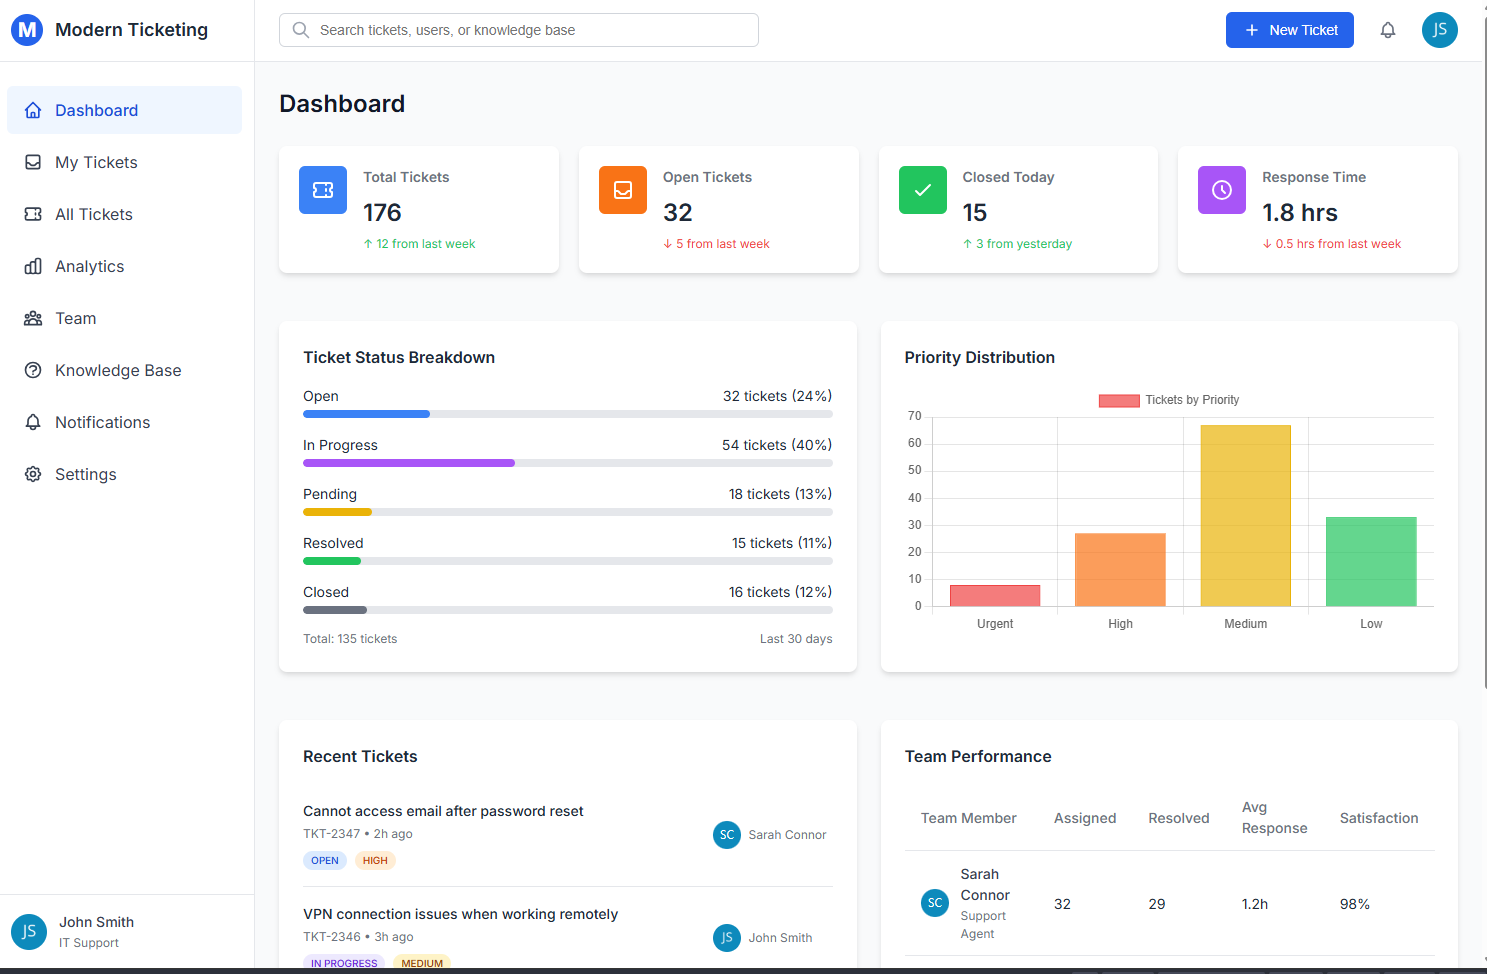 M Modern Ticketing
Search tickets, users, or knowledge base
New Ticket
JS
Dashboard
My Tickets
All Tickets
Analytics
Team
Knowledge Base
Notifications
Settings
JS
John Smith
IT Support
Dashboard
Total Tickets
176
↑ 12 from last week
Open Tickets
32
↓ 5 from last week
Closed Today
15
↑ 3 from yesterday
Response Time
1.8 hrs
↓ 0.5 hrs from last week
Ticket Status Breakdown
Open 32 tickets (24%)
In Progress 54 tickets (40%)
Pending 18 tickets (13%)
Resolved 15 tickets (11%)
Closed 16 tickets (12%)
Total: 135 tickets Last 30 days
Priority Distribution
Tickets by Priority
70
60
50
40
30
20
10
0
Urgent High Medium Low
Recent Tickets
Cannot access email after password reset
TKT-2347 • 2h ago
OPEN HIGH
SC Sarah Connor
VPN connection issues when working remotely
TKT-2346 • 3h ago
IN PROGRESS MEDIUM
JS John Smith
Team Performance
Team Member Assigned Resolved Avg Response Satisfaction
SC Sarah Connor
Support Agent
32 29 1.2h 98%